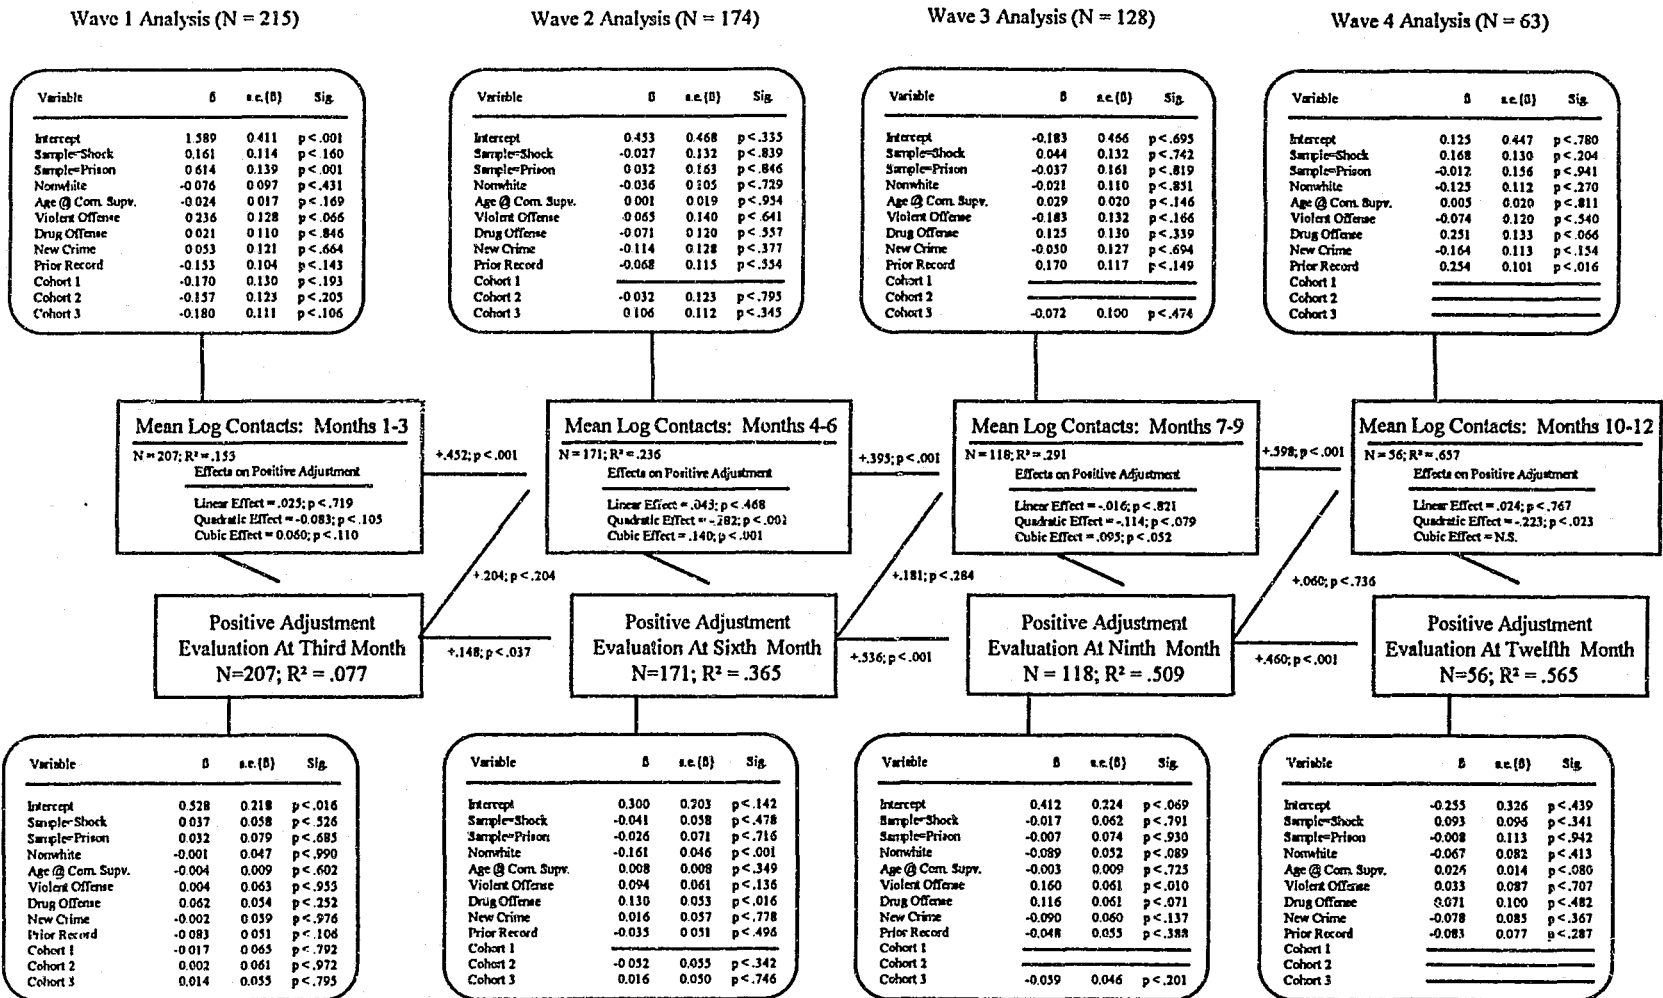 Wave 1 Analysis (N = 215)
Wave 2 Analysis (N = 174)
Wave 3 Analysis (N = 128)
Wave 4 Analysis (N = 63)
Variable ß s.e.{ß} Sig.
Intercept 1.589 0.411 p<.001
Sample=Shock 0.161 0.114 p<.160
Sample=Prison 0.614 0.139 p<.001
Nonwhite -0.076 0.097 p<.431
Age @ Com. Supv. -0.024 0.017 p<.169
Violent Offense 0.236 0.128 p<.066
Drug Offense 0.021 0.110 p<.846
New Crime 0.053 0.121 p<.664
Prior Record -0.153 0.104 p<.143
Cohort 1 -0.170 0.130 p<.193
Cohort 2 -0.157 0.123 p<.205
Cohort 3 -0.180 0.111 p<.106
Variable ß s.e.{ß} Sig.
Intercept 0.453 0.468 p<.335
Sample=Shock -0.027 0.132 p<.839
Sample=Prison 0.032 0.163 p<.846
Nonwhite -0.036 0.105 p<.729
Age @ Com. Supv. 0.001 0.019 p<.954
Violent Offense 0.065 0.140 p<.641
Drug Offense -0.071 0.120 p<.557
New Crime -0.114 0.128 p<.377
Prior Record -0.068 0.115 p<.554
Cohort 1
Cohort 2 -0.032 0.123 p<.795
Cohort 3 0.106 0.112 p<.345
Variable ß s.e.{ß} Sig.
Intercept -0.183 0.466 p<.695
Sample=Shock 0.044 0.132 p<.742
Sample=Prison -0.037 0.161 p<.819
Nonwhite -0.021 0.110 p<.851
Age @ Com. Supv. 0.029 0.020 p<.146
Violent Offense -0.183 0.132 p<.166
Drug Offense 0.125 0.130 p<.339
New Crime -0.050 0.127 p<.694
Prior Record 0.170 0.117 p<.149
Cohort 1
Cohort 2
Cohort 3 -0.072 0.100 p<.474
Variable ß s.e.{ß} Sig.
Intercept 0.125 0.447 p<.780
Sample=Shock 0.168 0.130 p<.204
Sample=Prison -0.012 0.156 p<.941
Nonwhite -0.125 0.112 p<.270
Age @ Com. Supv. 0.005 0.020 p<.811
Violent Offense -0.074 0.120 p<.540
Drug Offense 0.251 0.133 p<.066
New Crime -0.164 0.113 p<.154
Prior Record 0.254 0.101 p<.016
Cohort 1
Cohort 2
Cohort 3
Mean Log Contacts: Months 1-3
N = 207; R² = .153
Effects on Positive Adjustment
Linear Effect = .025; p < .719
Quadratic Effect = -0.083; p < .105
Cubic Effect = 0.060; p < .110
+.452; p < .001
Mean Log Contacts: Months 4-6
N = 171; R² = .236
Effects on Positive Adjustment
Linear Effect = .043; p < .468
Quadratic Effect = -.282; p < .001
Cubic Effect = .140; p < .001
+.395; p < .001
Mean Log Contacts: Months 7-9
N = 118; R² = .291
Effects on Positive Adjustment
Linear Effect = -.016; p < .821
Quadratic Effect = -.114; p < .079
Cubic Effect = .095; p < .052
+.598; p < .001
Mean Log Contacts: Months 10-12
N = 56; R² = .657
Effects on Positive Adjustment
Linear Effect = .024; p < .767
Quadratic Effect = -.223; p < .023
Cubic Effect = N.S.
+.204; p < .204
+.181; p < .284
+.060; p < .736
Positive Adjustment
Evaluation At Third Month
N=207; R² = .077
+.148; p < .037
Positive Adjustment
Evaluation At Sixth Month
N=171; R² = .365
+.536; p < .001
Positive Adjustment
Evaluation At Ninth Month
N = 118; R² = .509
+.460; p < .001
Positive Adjustment
Evaluation At Twelfth Month
N=56; R² = .565
Variable ß s.e.{ß} Sig.
Intercept 0.528 0.218 p<.016
Sample=Shock 0.037 0.058 p<.526
Sample=Prison 0.032 0.079 p<.685
Nonwhite -0.001 0.047 p<.990
Age @ Com. Supv. -0.004 0.009 p<.602
Violent Offense 0.004 0.063 p<.955
Drug Offense 0.062 0.054 p<.252
New Crime -0.002 0.059 p<.976
Prior Record -0.083 0.051 p<.106
Cohort 1 -0.017 0.065 p<.792
Cohort 2 0.002 0.061 p<.972
Cohort 3 0.014 0.055 p<.795
Variable ß s.e.{ß} Sig.
Intercept 0.300 0.203 p<.142
Sample=Shock -0.041 0.058 p<.478
Sample=Prison -0.026 0.071 p<.716
Nonwhite -0.161 0.046 p<.001
Age @ Com. Supv. 0.008 0.008 p<.349
Violent Offense 0.094 0.061 p<.136
Drug Offense 0.130 0.053 p<.016
New Crime 0.016 0.057 p<.778
Prior Record -0.035 0.051 p<.496
Cohort 1
Cohort 2 -0.052 0.055 p<.342
Cohort 3 0.016 0.050 p<.746
Variable ß s.e.{ß} Sig.
Intercept 0.412 0.224 p<.069
Sample=Shock -0.017 0.062 p<.791
Sample=Prison -0.007 0.074 p<.930
Nonwhite -0.089 0.052 p<.089
Age @ Com. Supv. -0.003 0.009 p<.725
Violent Offense 0.160 0.061 p<.010
Drug Offense 0.116 0.061 p<.071
New Crime -0.090 0.060 p<.137
Prior Record -0.048 0.055 p<.388
Cohort 1
Cohort 2
Cohort 3 -0.059 0.046 p<.201
Variable ß s.e.{ß} Sig.
Intercept -0.255 0.326 p<.439
Sample=Shock 0.093 0.096 p<.341
Sample=Prison -0.008 0.113 p<.942
Nonwhite -0.067 0.082 p<.413
Age @ Com. Supv. 0.026 0.014 p<.080
Violent Offense 0.033 0.087 p<.707
Drug Offense 0.071 0.100 p<.482
New Crime -0.078 0.085 p<.367
Prior Record -0.083 0.077 p<.287
Cohort 1
Cohort 2
Cohort 3